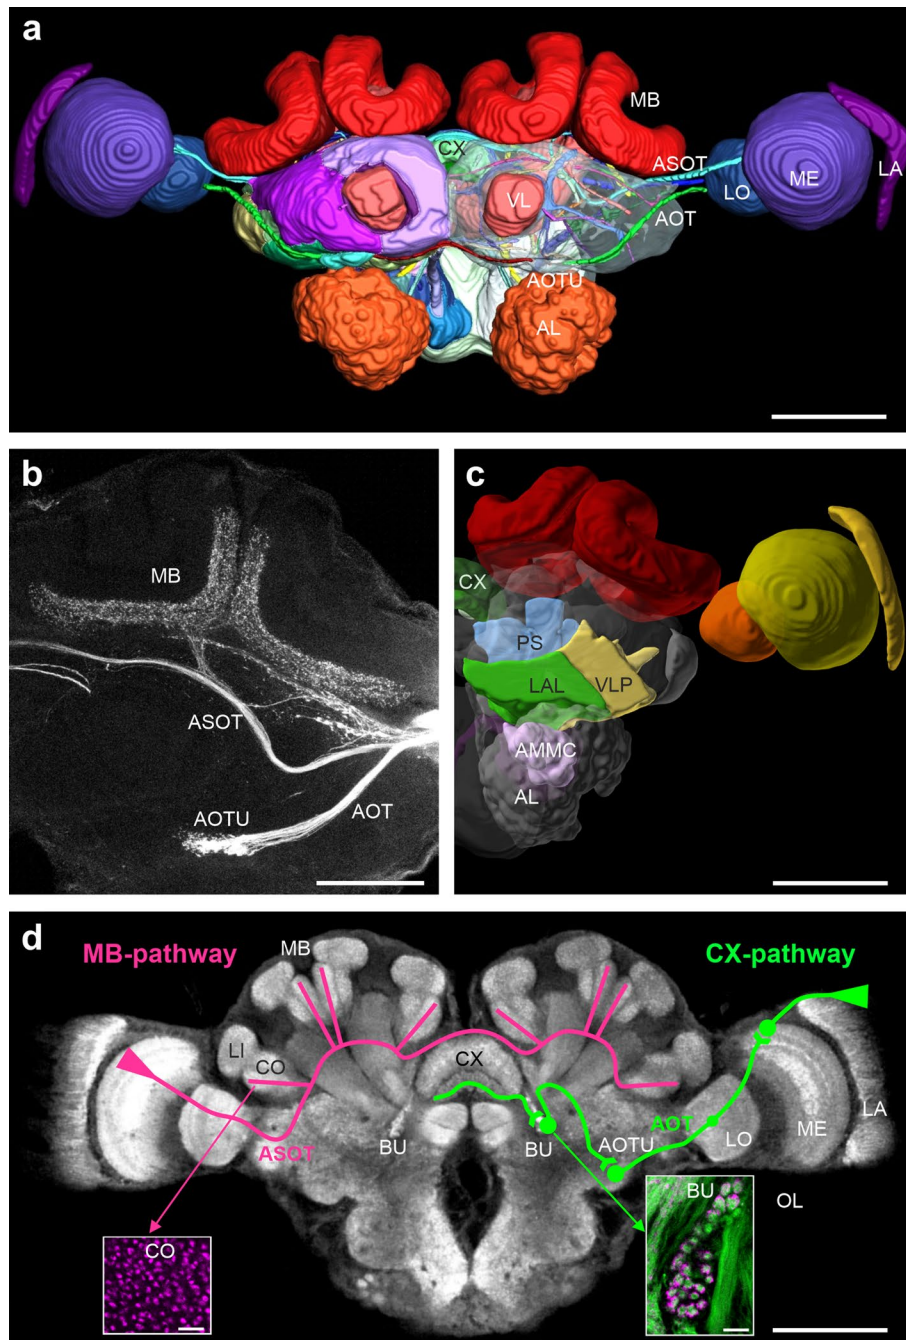 a
MB
CX
ASOT
LA
ME
LO
VL
AOT
AOTU
AL
b
MB
ASOT
AOTU
AOT
c
CX
PS
LAL
VLP
AMMC
AL
d
MB-pathway
CX-pathway
MB
LI
CO
CX
ASOT
BU
BU
AOTU
AOT
LO
ME
LA
OL
CO
BU